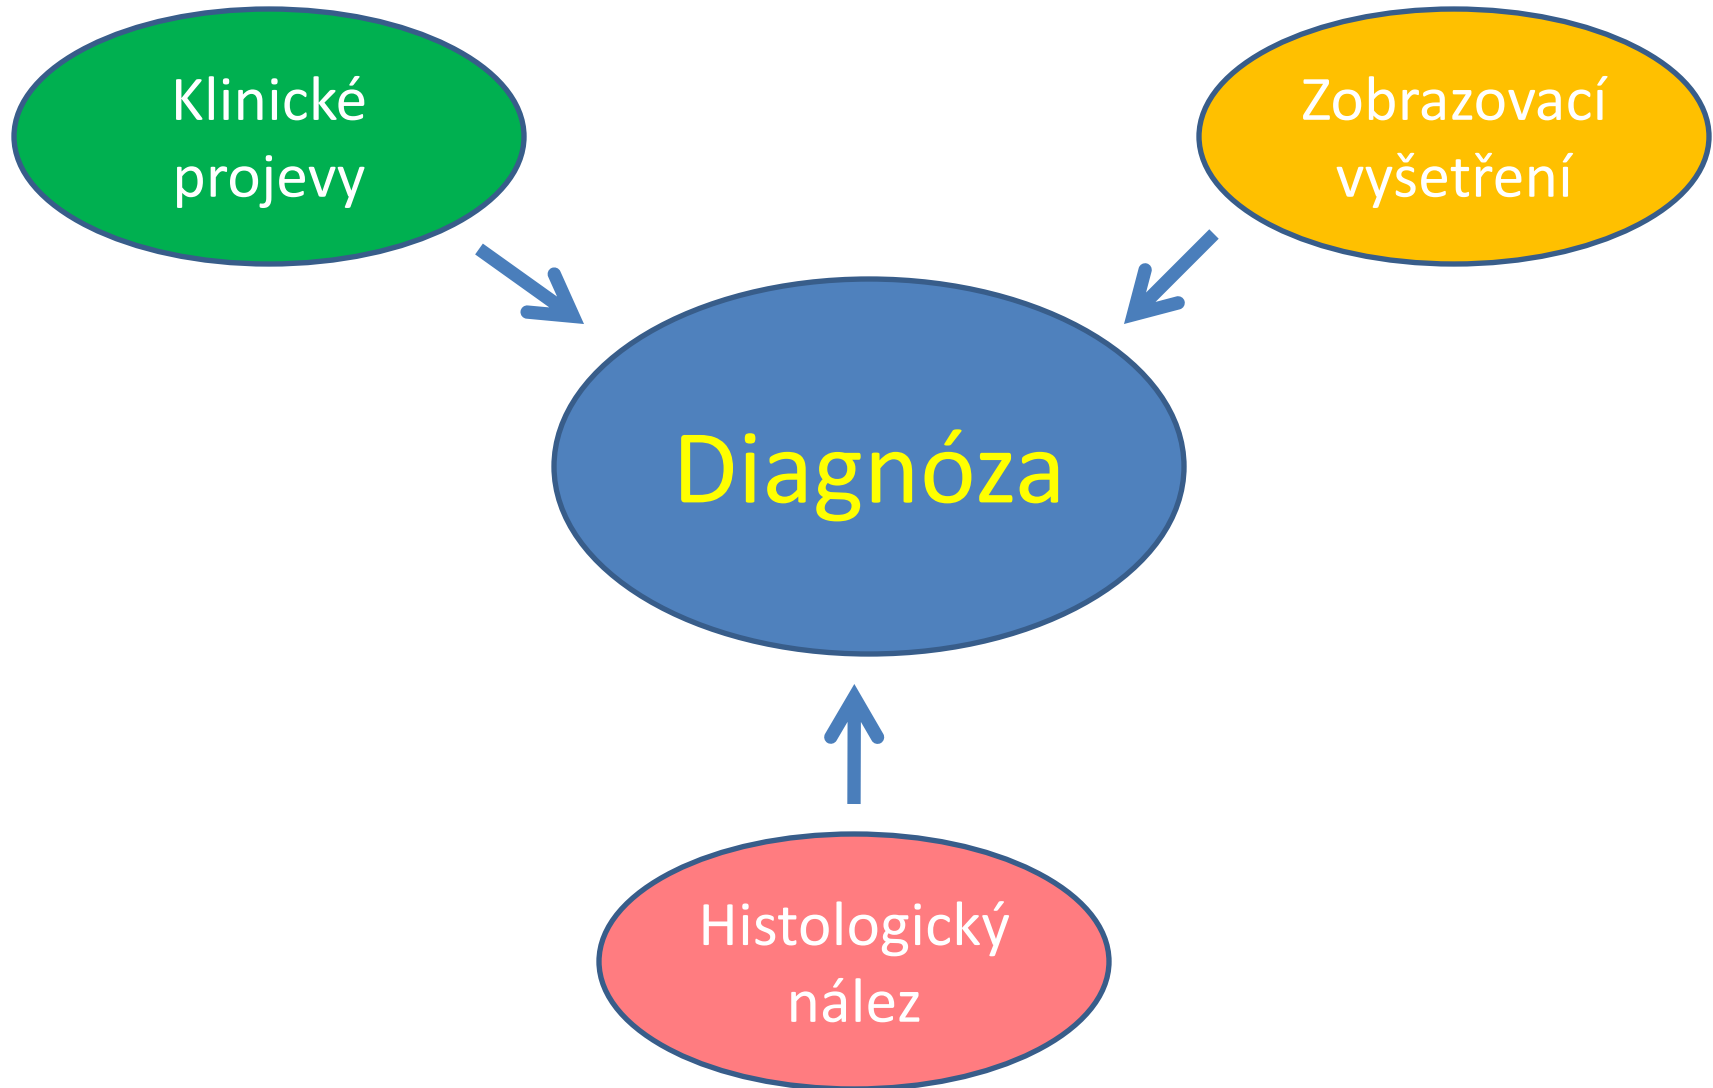 Klinické
projevy
Zobrazovací
vyšetření
Diagnóza
Histologický
nález